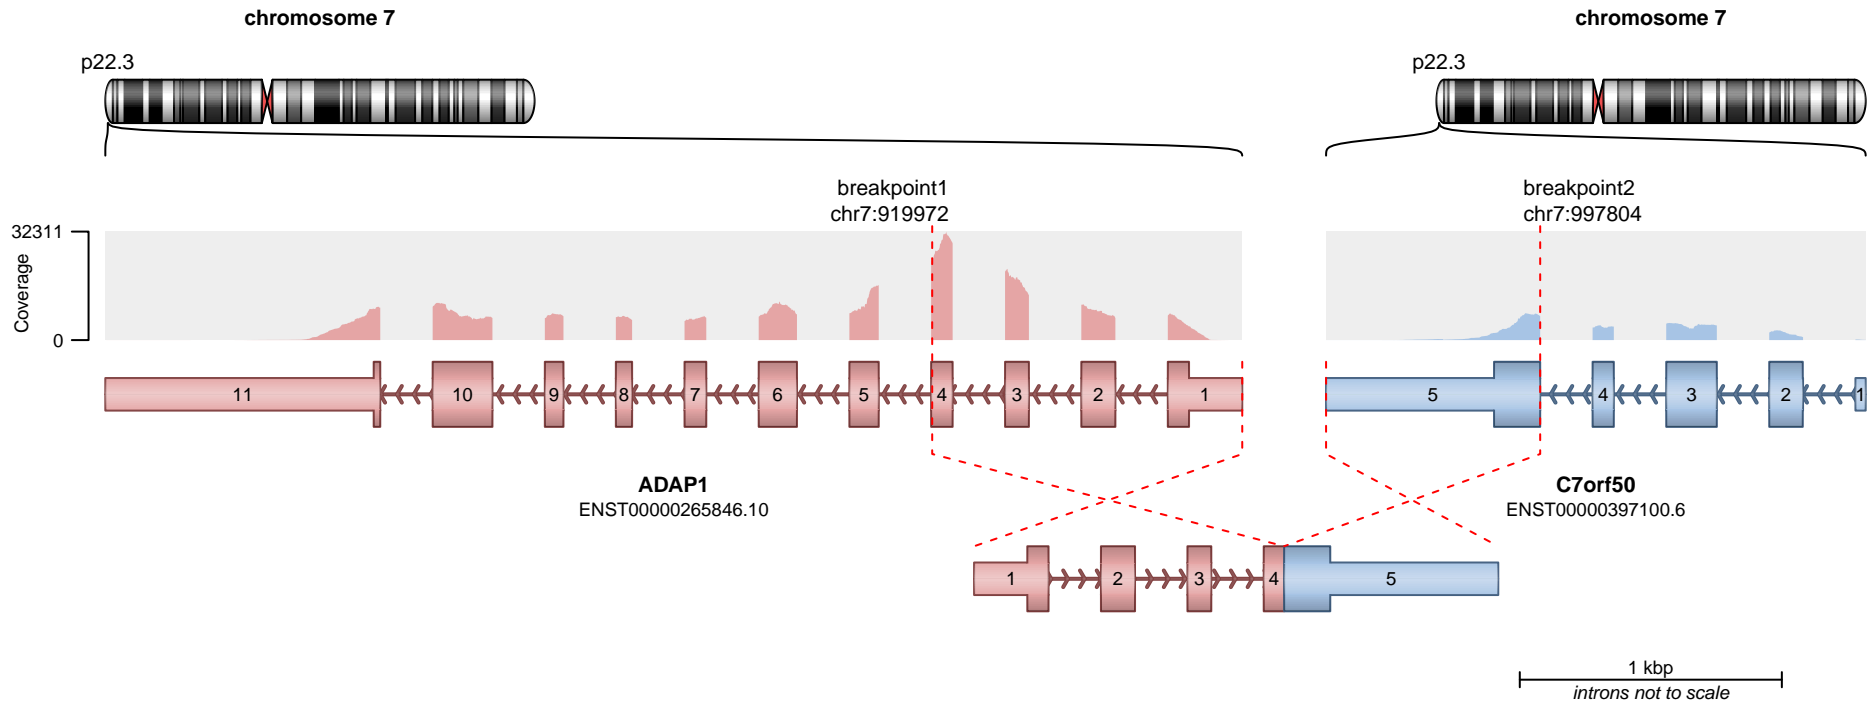 chromosome 7
chromosome 7
p22.3
p22.3
breakpoint1
chr7:919972
breakpoint2
chr7:997804
32311
Coverage
0
11
10
9
8
7
6
5
4
3
2
1
5
4
3
2
1
ADAP1
ENST00000265846.10
C7orf50
ENST00000397100.6
1
2
3
4
5
1 kbp
introns not to scale